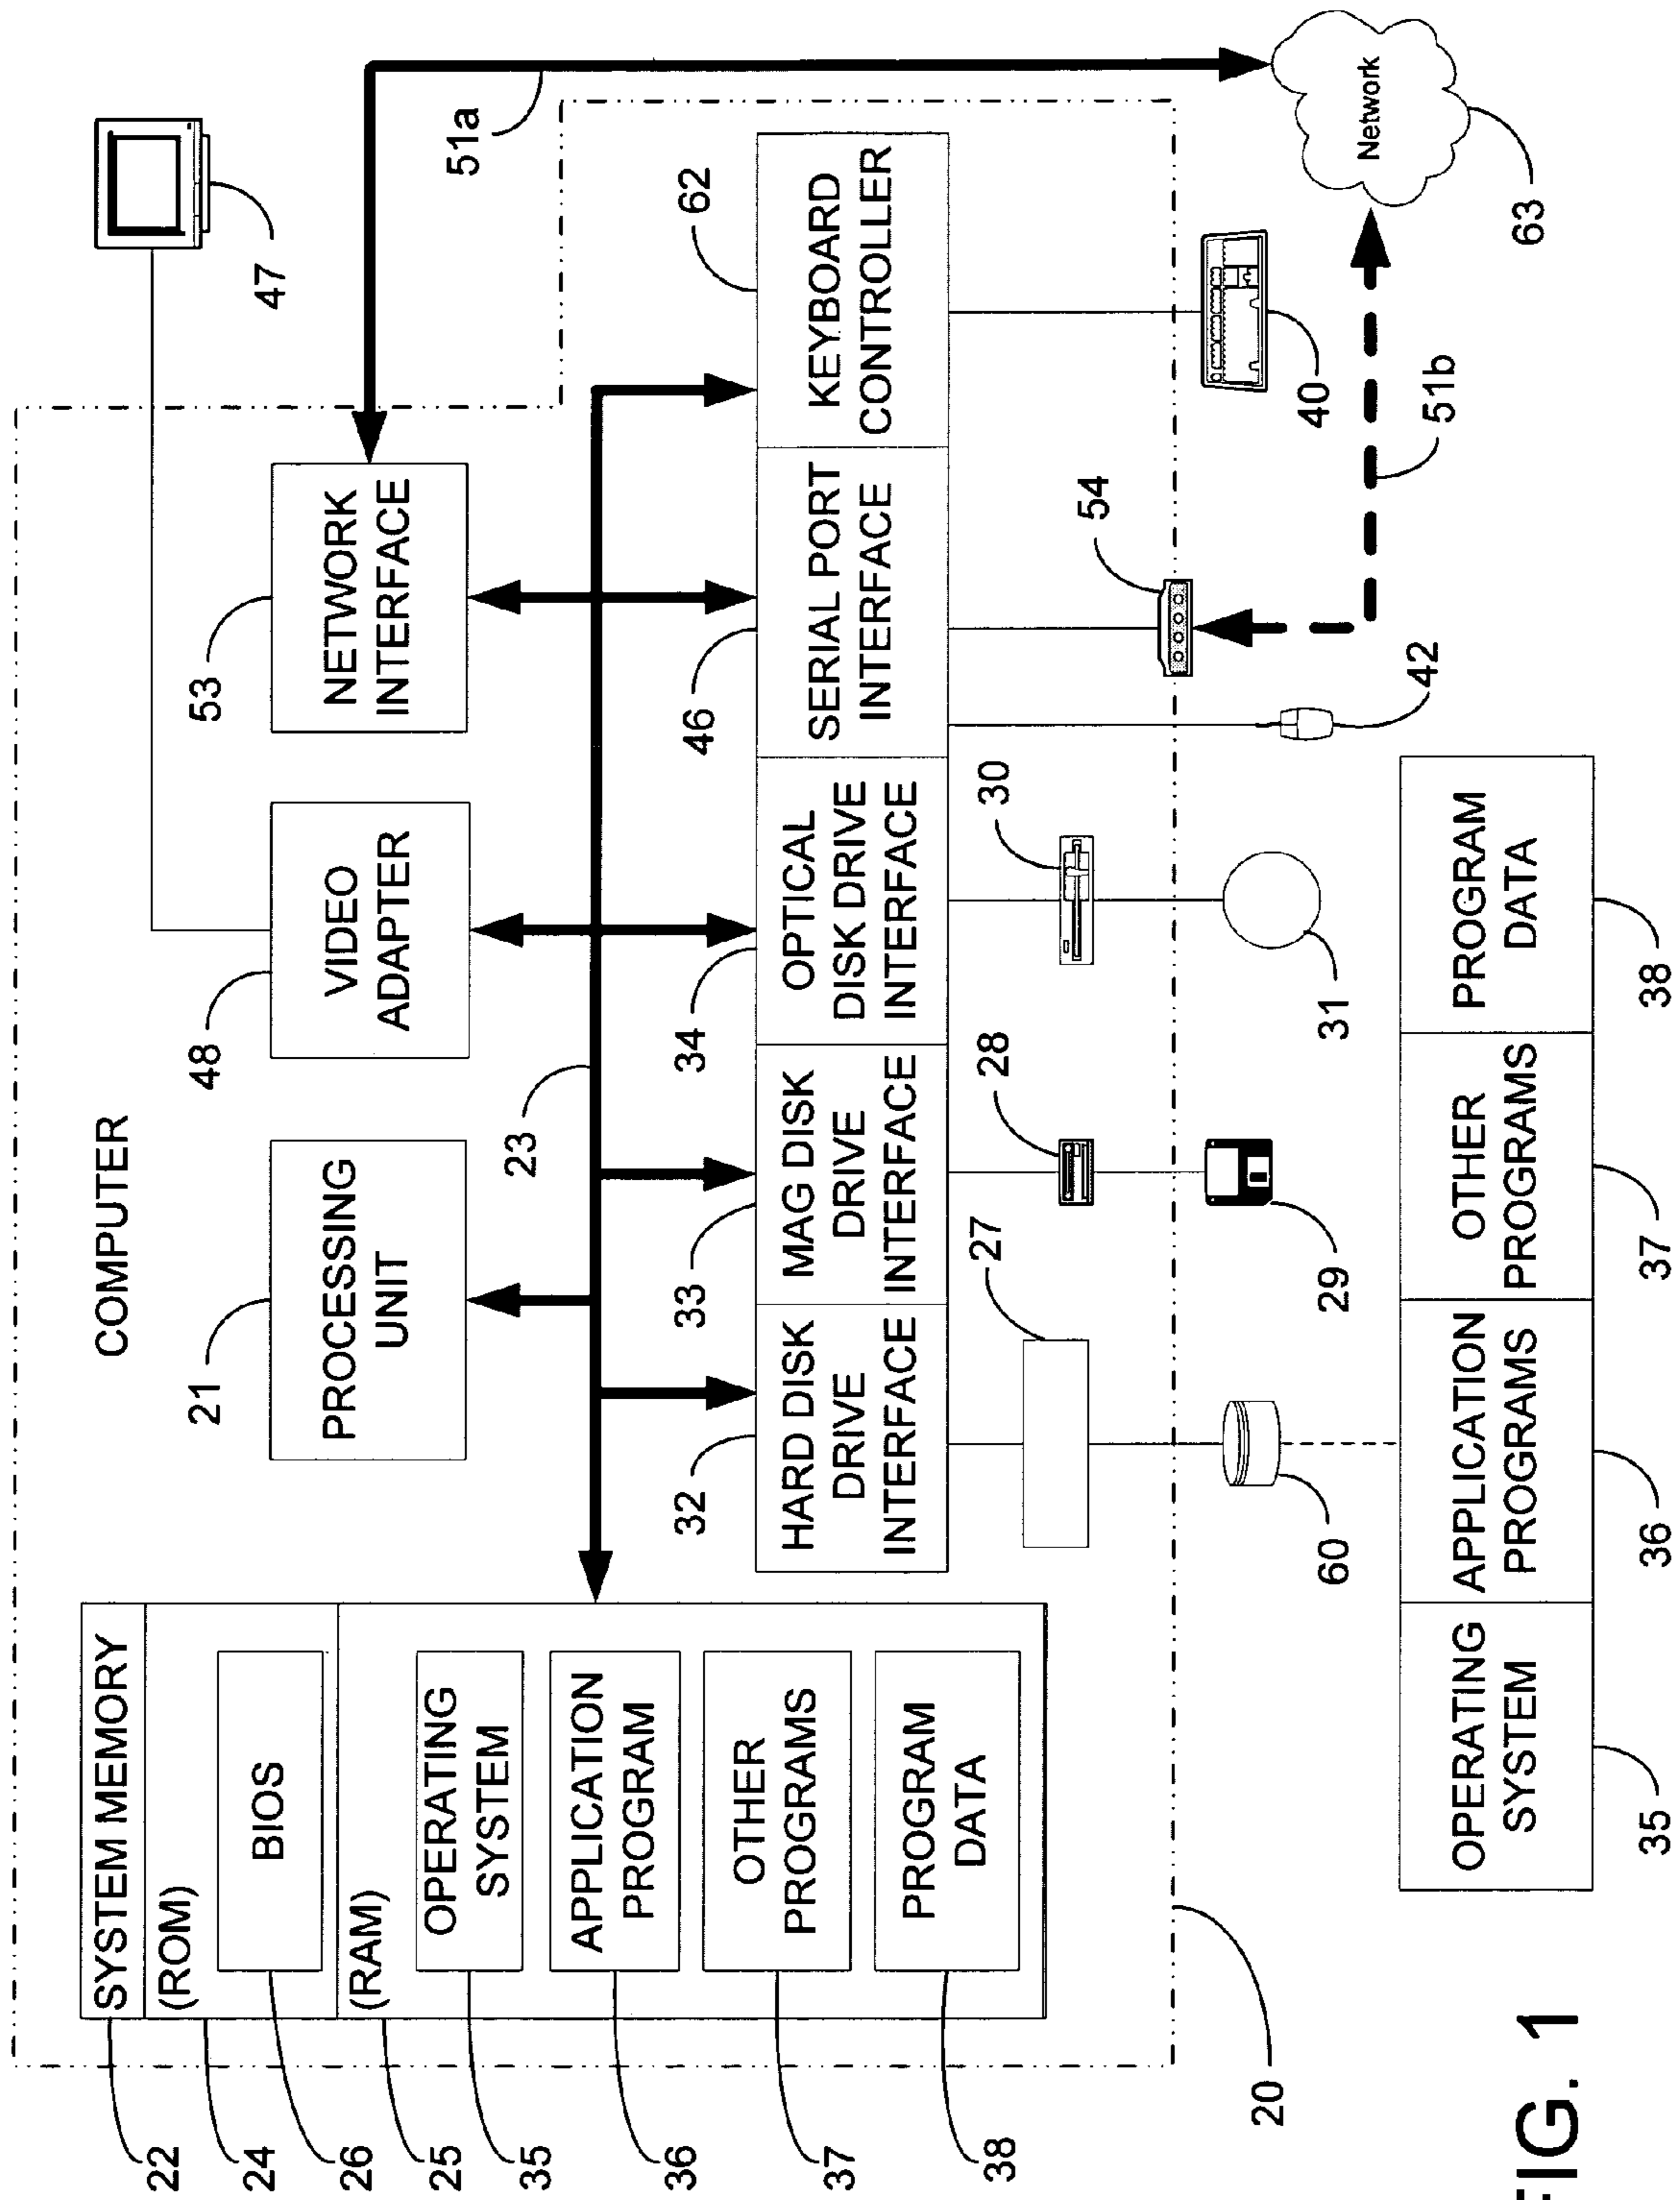 COMPUTER
47
22
SYSTEM MEMORY
24
(ROM)
26
BIOS
25
(RAM)
35
OPERATING
SYSTEM
36
APPLICATION
PROGRAM
37
OTHER
PROGRAMS
38
PROGRAM
DATA
21
PROCESSING
UNIT
48
VIDEO
ADAPTER
53
NETWORK
INTERFACE
51a
23
32
HARD DISK
DRIVE
INTERFACE
33
MAG DISK
DRIVE
INTERFACE
34
OPTICAL
DISK DRIVE
INTERFACE
46
SERIAL PORT
INTERFACE
62
KEYBOARD
CONTROLLER
27
28
30
54
20
60
29
31
42
40
51b
Network
63
OPERATING
SYSTEM
35
APPLICATION
PROGRAMS
36
OTHER
PROGRAMS
37
PROGRAM
DATA
38
FIG. 1